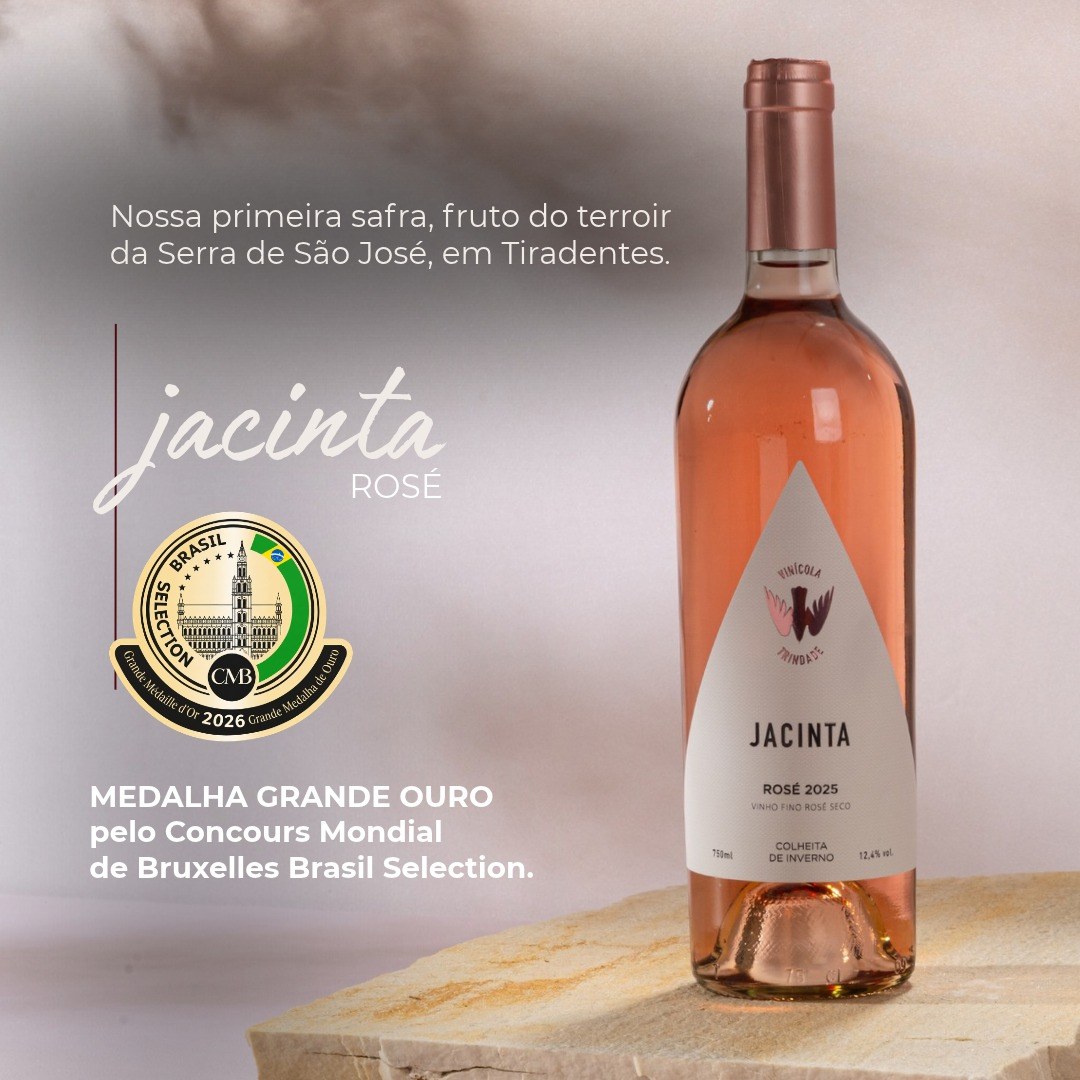 Nossa primeira safra, fruto do terroir
da Serra de São José, em Tiradentes.
jacinta
ROSÉ
BRASIL
SELECTION
CMB
Grande Médaille d'Or 2026 Grande Medalha de Ouro
MEDALHA GRANDE OURO
pelo Concours Mondial
de Bruxelles Brasil Selection.
VINÍCOLA
TRINDADE
JACINTA
ROSÉ 2025
VINHO FINO ROSÉ SECO
750ml
COLHEITA
DE INVERNO
12,4% vol.